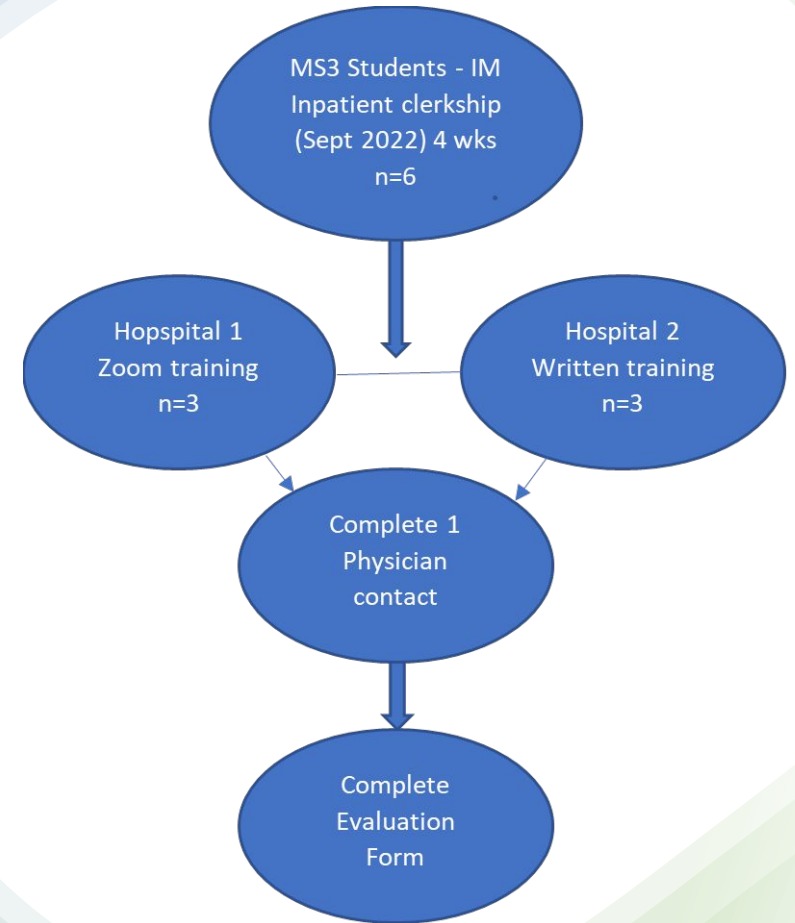 MS3 Students - IM
Inpatient clerkship
(Sept 2022) 4 wks
n=6
Hopspital 1
Zoom training
n=3
Hospital 2
Written training
n=3
Complete 1
Physician
contact
Complete
Evaluation
Form